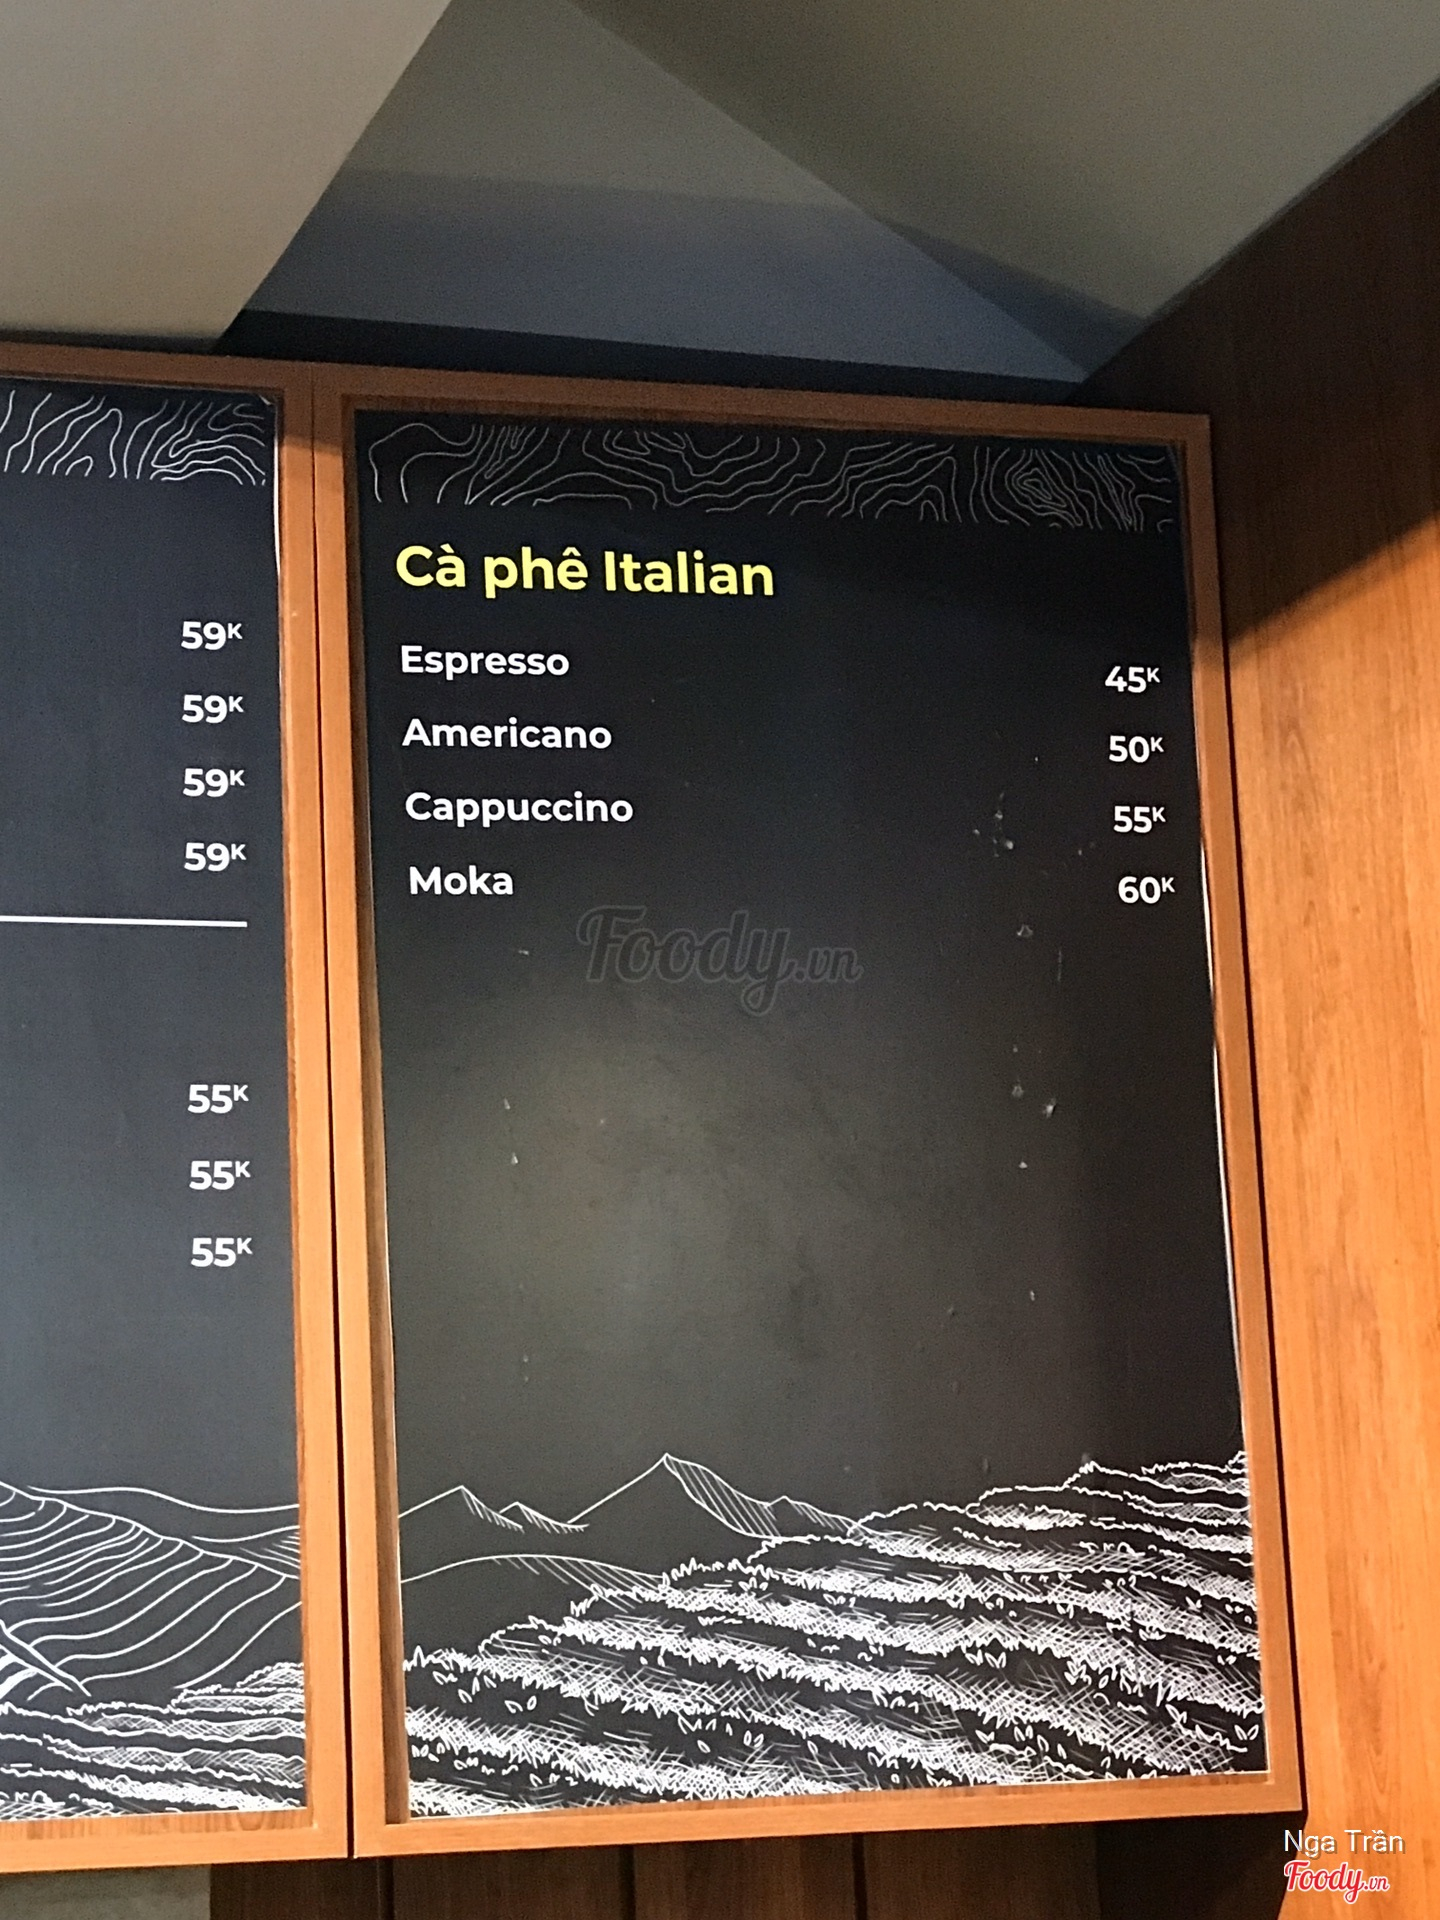 59K
59K
59K
59K
55K
55K
55K
Cà phê Italian
Espresso 45K
Americano 50K
Cappuccino 55K
Moka 60K
Foody.vn
Nga Trần
Foody.vn